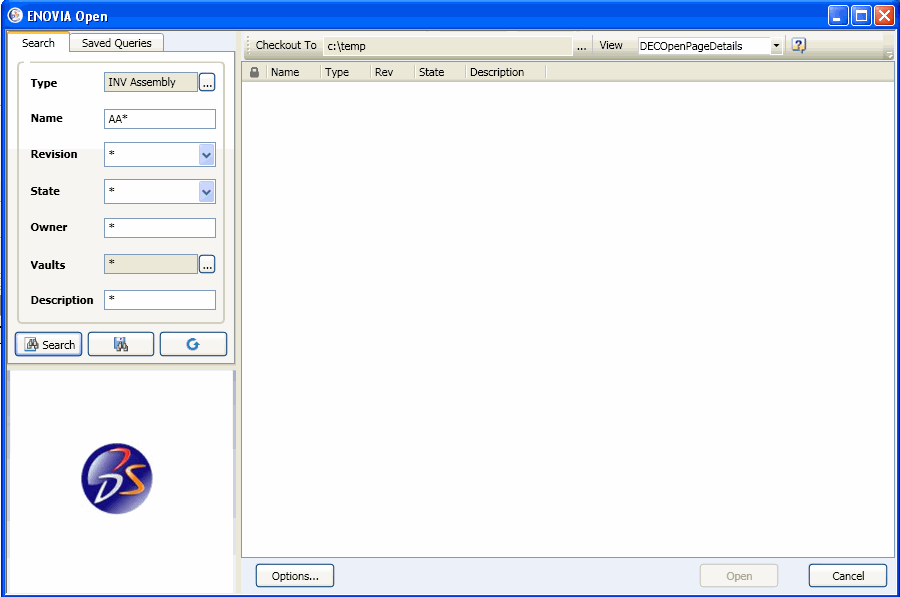 ENOVIA Open
Search
Saved Queries
Type
INV Assembly
...
Name
AA*
Revision
*
State
*
Owner
*
Vaults
*
...
Description
*
Search
Checkout To
c:\temp
...
View
DECOpenPageDetails
?
Name
Type
Rev
State
Description
DS
Options...
Open
Cancel